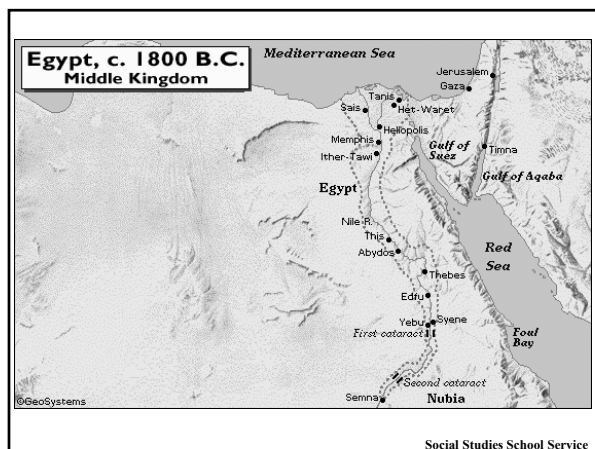 Egypt, c. 1800 B.C.
Middle Kingdom
Mediterranean Sea
Jerusalem
Gaza
Tanis
Het-Waret
Sais
Heliopolis
Memphis
Ither-Tawi
Gulf of
Suez
Timna
Gulf of Aqaba
Egypt
Nile R.
This
Abydos
Red
Sea
Thebes
Edfu
Yebu
Syene
First cataract
Foul
Bay
Second cataract
Semna
Nubia
©GeoSystems
Social Studies School Service